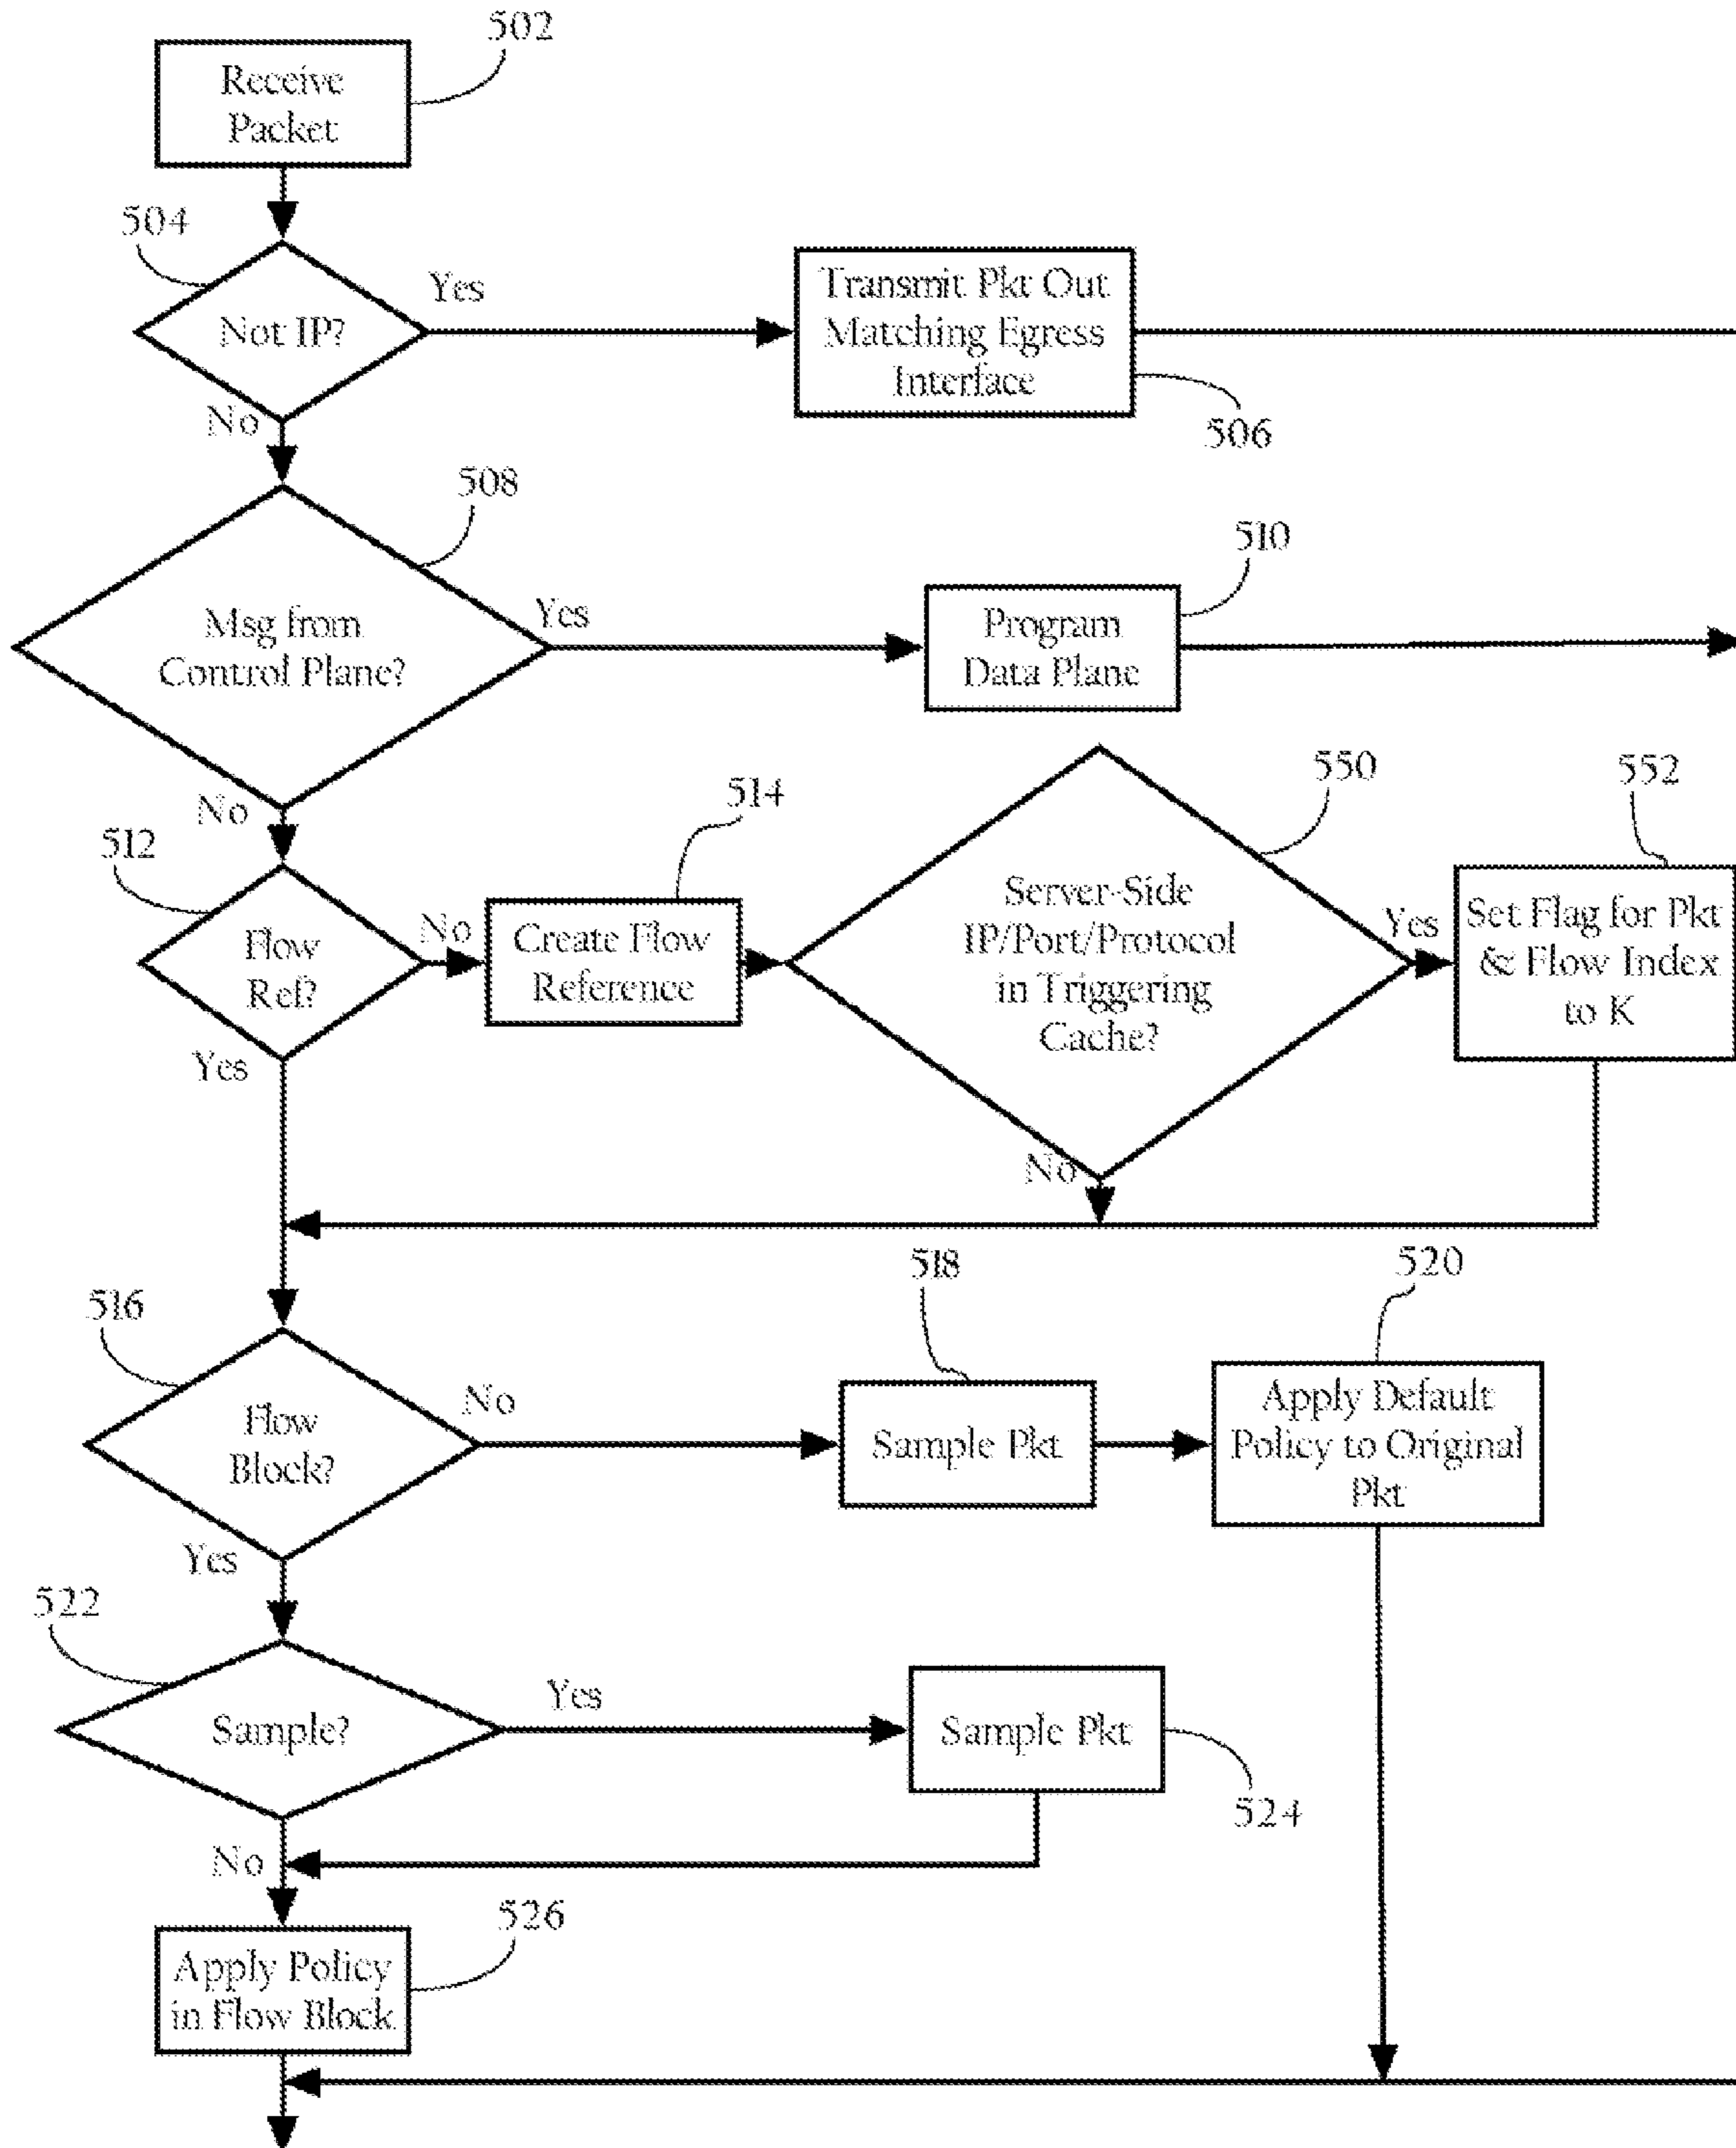 502
Receive
Packet
504
Not IP?
Yes
No
Transmit Pkt Out
Matching Egress
Interface
506
508
Msg from
Control Plane?
Yes
No
510
Program
Data Plane
512
Flow
Ref?
No
Yes
514
Create Flow
Reference
550
Server-Side
IP/Port/Protocol
in Triggering
Cache?
Yes
No
552
Set Flag for Pkt
& Flow Index
to K
516
Flow
Block?
No
Yes
518
Sample Pkt
520
Apply Default
Policy to Original
Pkt
522
Sample?
Yes
No
Sample Pkt
524
526
Apply Policy
in Flow Block